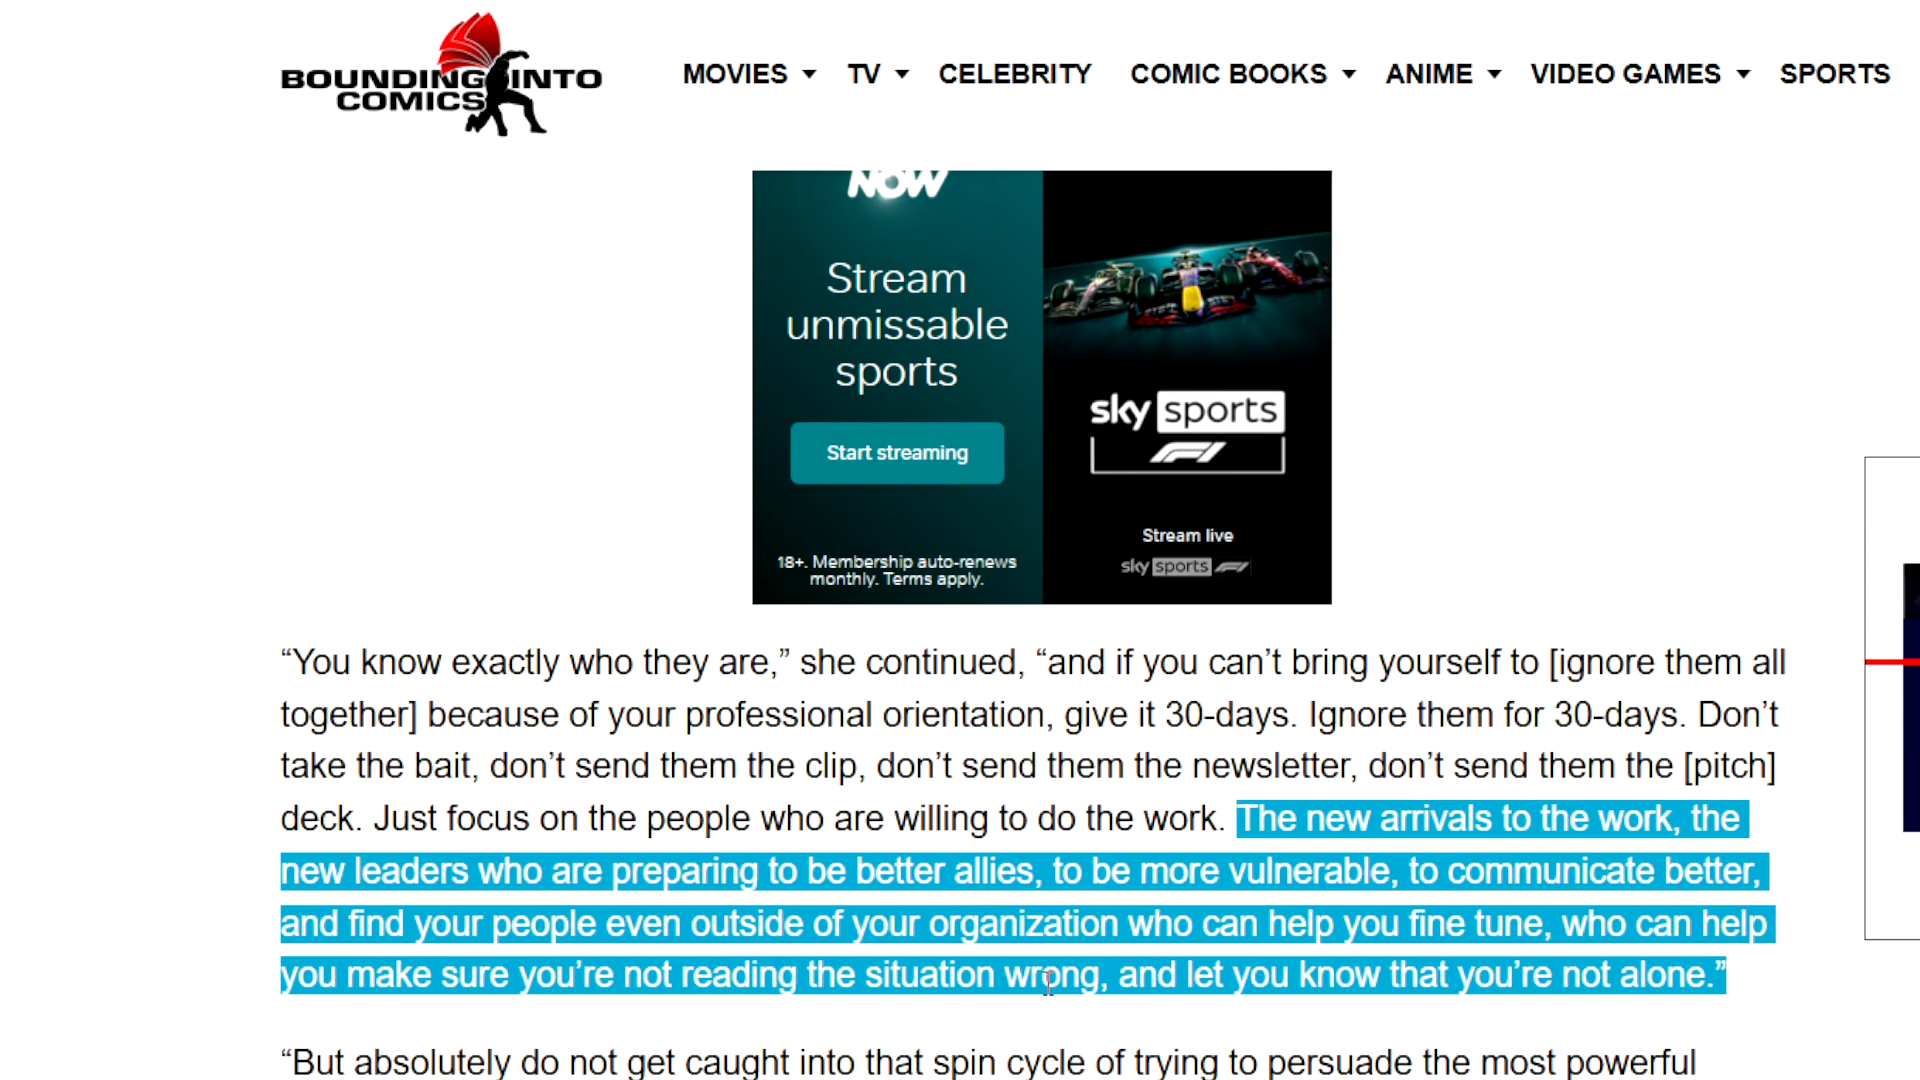 BOUNDING INTO
COMICS
MOVIES TV CELEBRITY COMIC BOOKS ANIME VIDEO GAMES SPORTS
NOW
Stream
unmissable
sports
Start streaming
18+. Membership auto-renews
monthly. Terms apply.
sky sports
F1
Stream live
sky sports F1
“You know exactly who they are,” she continued, “and if you can’t bring yourself to [ignore them all
together] because of your professional orientation, give it 30-days. Ignore them for 30-days. Don’t
take the bait, don’t send them the clip, don’t send them the newsletter, don’t send them the [pitch]
deck. Just focus on the people who are willing to do the work. The new arrivals to the work, the
new leaders who are preparing to be better allies, to be more vulnerable, to communicate better,
and find your people even outside of your organization who can help you fine tune, who can help
you make sure you’re not reading the situation wrong, and let you know that you’re not alone.”
“But absolutely do not get caught into that spin cycle of trying to persuade the most powerful